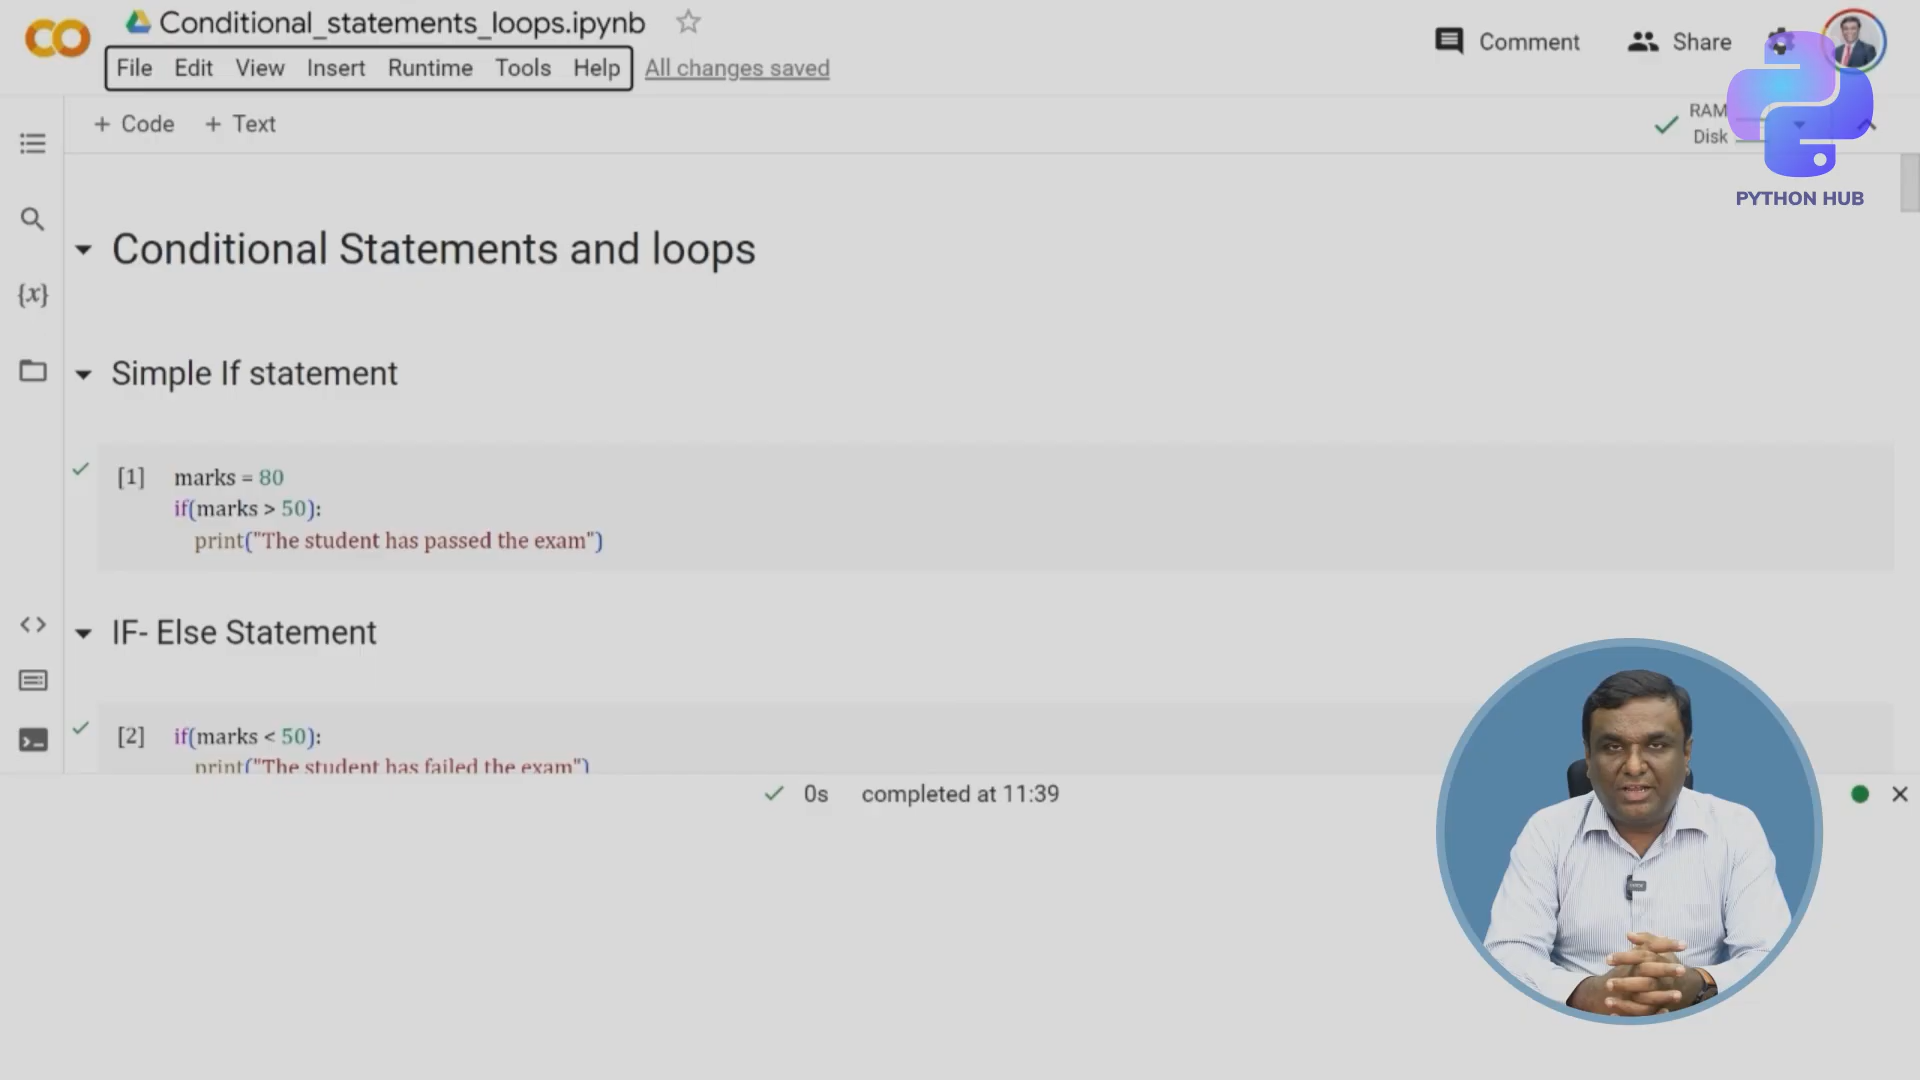 Conditional_statements_loops.ipynb
File Edit View Insert Runtime Tools Help All changes saved
Comment Share
+ Code + Text
RAM
Disk
PYTHON HUB
Conditional Statements and loops
{x}
Simple If statement
[1] marks = 80
if(marks > 50):
print("The student has passed the exam")
IF- Else Statement
[2] if(marks < 50):
print("The student has failed the exam")
0s completed at 11:39